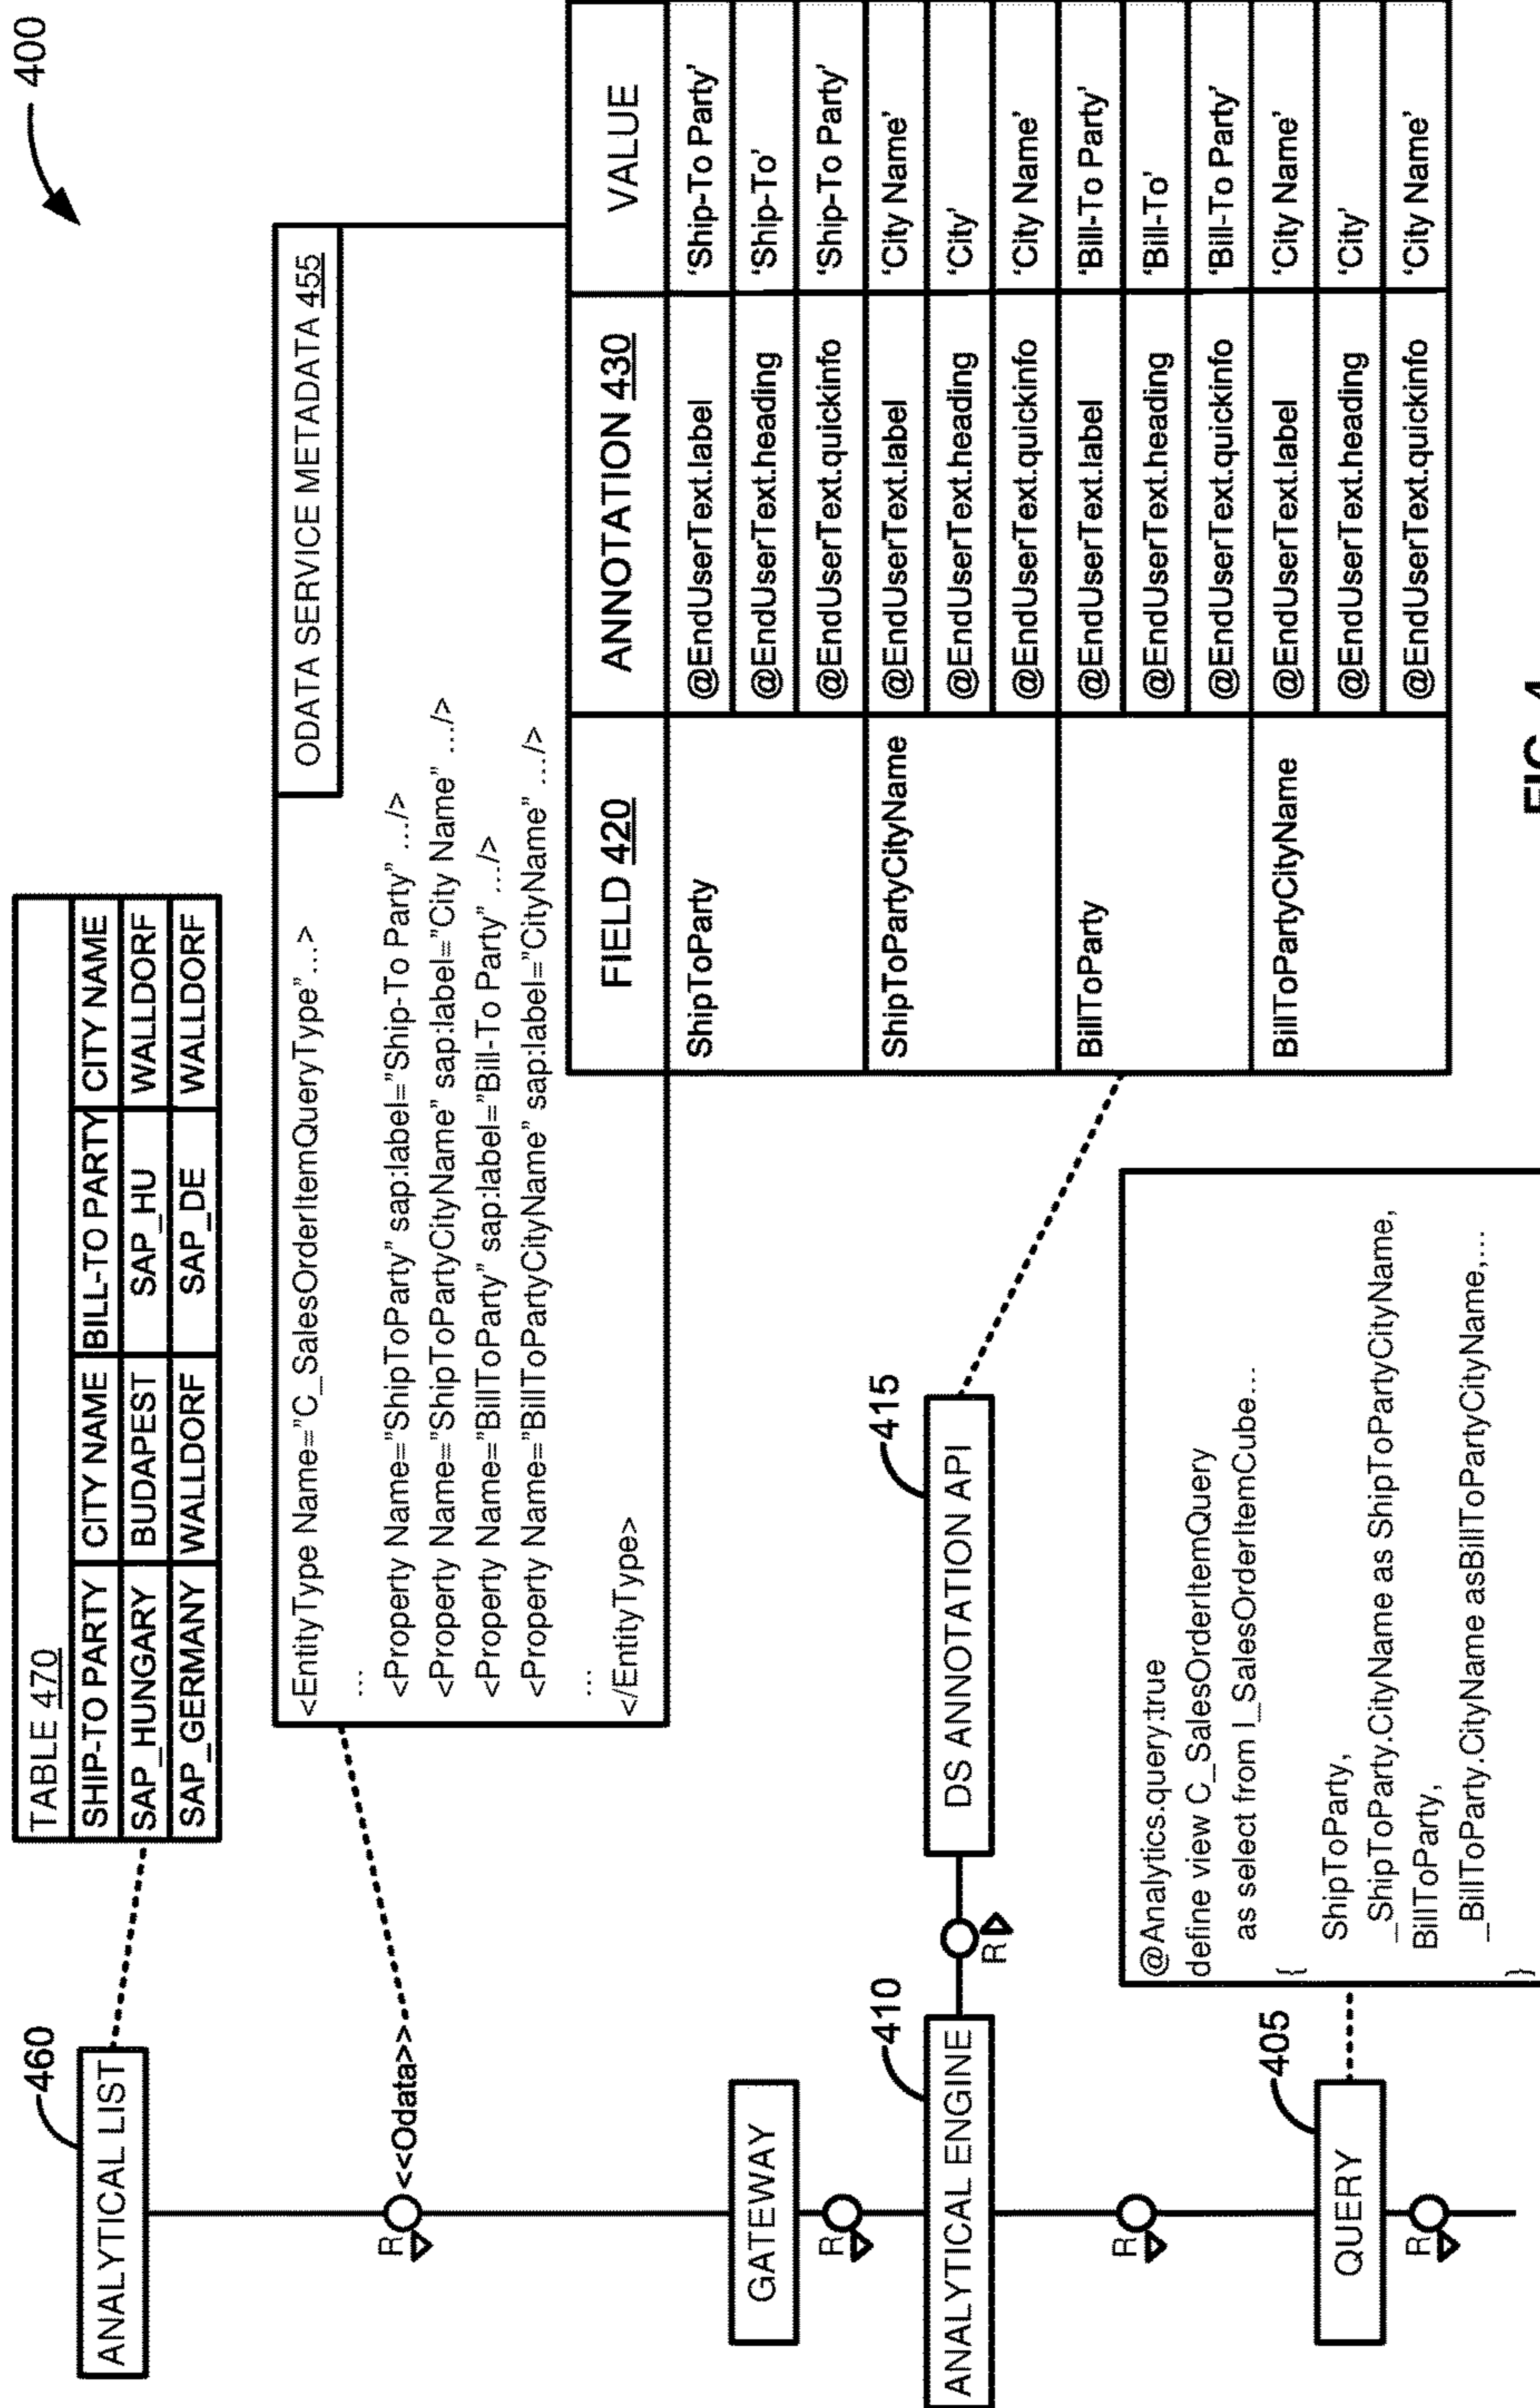 400
TABLE 470
SHIP-TO PARTY CITY NAME BILL-TO PARTY CITY NAME
SAP_HUNGARY BUDAPEST SAP_HU WALLDORF
SAP_GERMANY WALLDORF SAP_DE WALLDORF
460
ANALYTICAL LIST
ODATA SERVICE METADATA 455
<EntityType Name=”C_SalesOrderItemQueryType”...>
...
<Property Name=”ShipToParty” sap:label=”Ship-To Party” .../>
<Property Name=”ShipToPartyCityName” sap:label=”City Name” .../>
<Property Name=”BillToParty” sap:label=”Bill-To Party” .../>
<Property Name=”BillToPartyCityName” sap:label=”CityName” .../>
...
</EntityType>
R
<<Odata>>
FIELD 420 ANNOTATION 430 VALUE
ShipToParty @EndUserText.label ‘Ship-To Party’
@EndUserText.heading ‘Ship-To’
@EndUserText.quickinfo ‘Ship-To Party’
ShipToPartyCityName @EndUserText.label ‘City Name’
@EndUserText.heading ‘City’
@EndUserText.quickinfo ‘City Name’
BillToParty @EndUserText.label ‘Bill-To Party’
@EndUserText.heading ‘Bill-To’
@EndUserText.quickinfo ‘Bill-To Party’
BillToPartyCityName @EndUserText.label ‘City Name’
@EndUserText.heading ‘City’
@EndUserText.quickinfo ‘City Name’
GATEWAY
R
410
ANALYTICAL ENGINE
R
415
DS ANNOTATION API
R
405
QUERY
R
@Analytics.query:true
define view C_SalesOrderItemQuery
as select from I_SalesOrderItemCube...
{
ShipToParty,
_ShipToParty.CityName as ShipToPartyCityName,
BillToParty,
_BillToParty.CityName asBillToPartyCityName,...
}